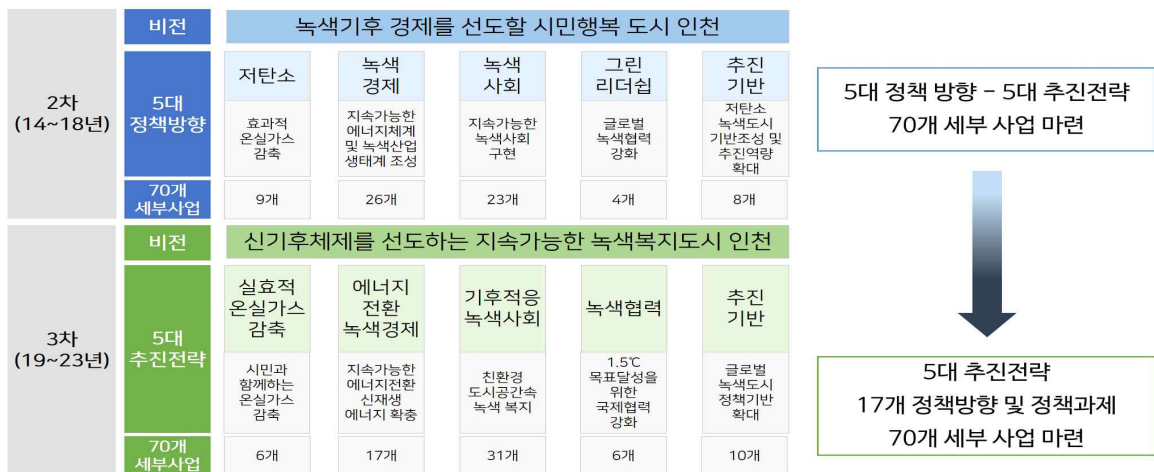 비전
녹색기후 경제를 선도할 시민행복 도시 인천
2차
(14~18년)
5대
정책방향
저탄소
녹색
경제
녹색
사회
그린
리더쉽
추진
기반
효과적
온실가스
감축
지속가능한
에너지체계
및 녹색산업
생태계 조성
지속가능한
녹색사회
구현
글로벌
녹색협력
강화
저탄소
녹색도시
기반조성 및
추진역량
확대
70개
세부사업
9개
26개
23개
4개
8개
비전
신기후체제를 선도하는 지속가능한 녹색복지도시 인천
3차
(19~23년)
5대
추진전략
실효적
온실가스
감축
에너지
전환
녹색경제
기후적응
녹색사회
녹색협력
추진
기반
시민과
함께하는
온실가스
감축
지속가능한
에너지전환
신재생
에너지 확충
친환경
도시공간속
녹색 복지
1.5℃
목표달성을
위한
국제협력
강화
글로벌
녹색도시
정책기반
확대
70개
세부사업
6개
17개
31개
6개
10개
5대 정책 방향 – 5대 추진전략
70개 세부 사업 마련
5대 추진전략
17개 정책방향 및 정책과제
70개 세부 사업 마련